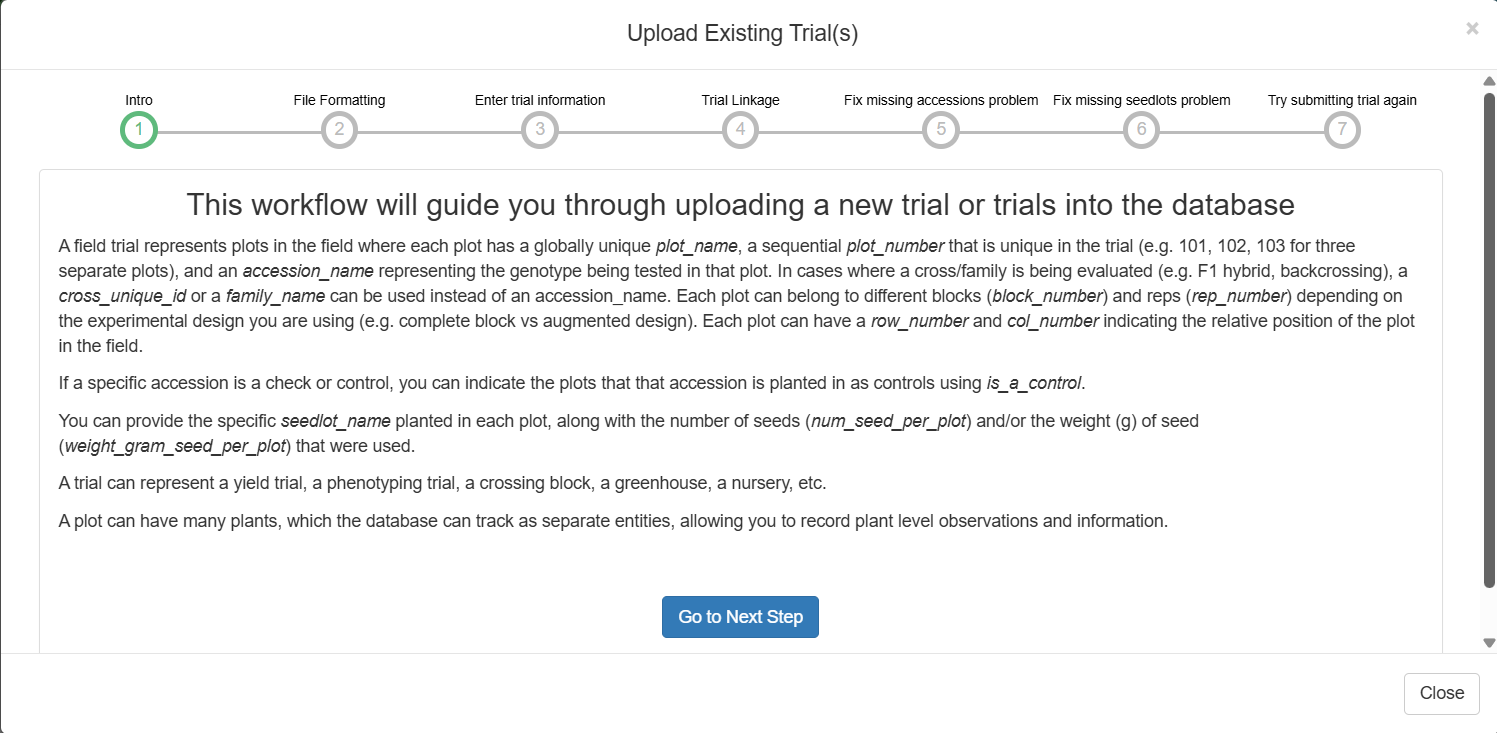 Upload Existing Trial(s)
×
Intro
File Formatting
Enter trial information
Trial Linkage
Fix missing accessions problem
Fix missing seedlots problem
Try submitting trial again
1
2
3
4
5
6
7
This workflow will guide you through uploading a new trial or trials into the database
A field trial represents plots in the field where each plot has a globally unique plot_name, a sequential plot_number that is unique in the trial (e.g. 101, 102, 103 for three
separate plots), and an accession_name representing the genotype being tested in that plot. In cases where a cross/family is being evaluated (e.g. F1 hybrid, backcrossing), a
cross_unique_id or a family_name can be used instead of an accession_name. Each plot can belong to different blocks (block_number) and reps (rep_number) depending on
the experimental design you are using (e.g. complete block vs augmented design). Each plot can have a row_number and col_number indicating the relative position of the plot
in the field.
If a specific accession is a check or control, you can indicate the plots that that accession is planted in as controls using is_a_control.
You can provide the specific seedlot_name planted in each plot, along with the number of seeds (num_seed_per_plot) and/or the weight (g) of seed
(weight_gram_seed_per_plot) that were used.
A trial can represent a yield trial, a phenotyping trial, a crossing block, a greenhouse, a nursery, etc.
A plot can have many plants, which the database can track as separate entities, allowing you to record plant level observations and information.
Go to Next Step
Close